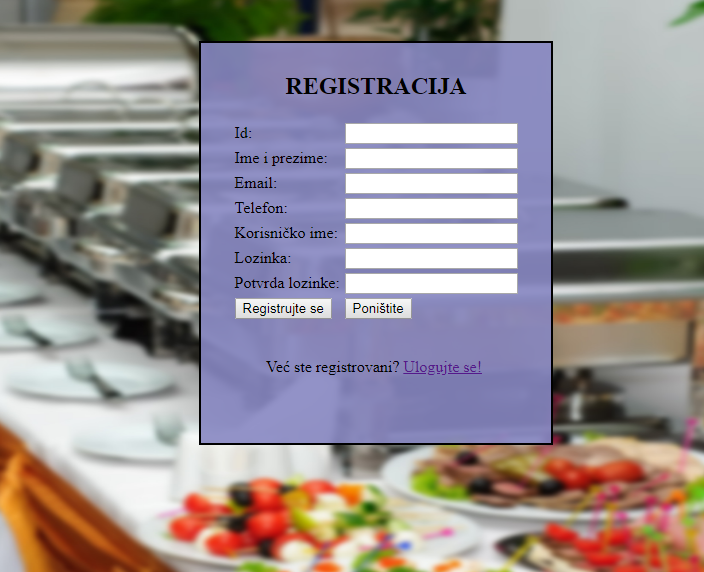 REGISTRACIJA
Id:
Ime i prezime:
Email:
Telefon:
Korisničko ime:
Lozinka:
Potvrda lozinke:
Registrujte se Poništite
Već ste registrovani? Ulogujte se!